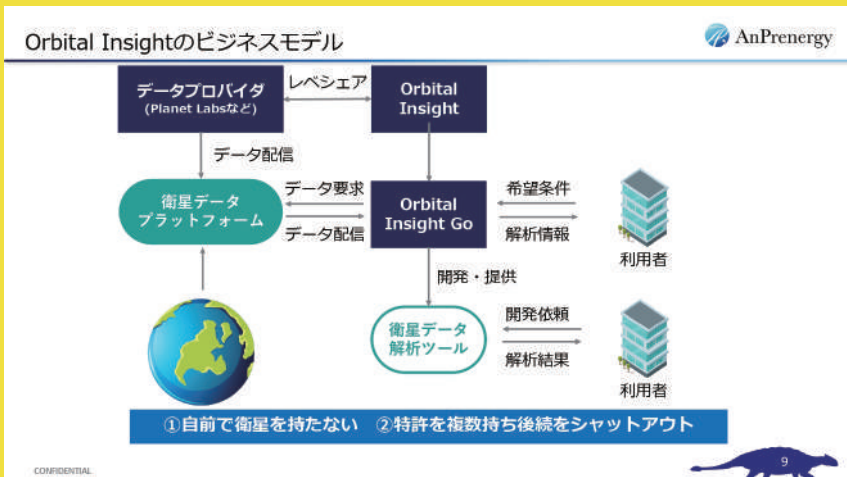 Orbital Insightのビジネスモデル
AnPrenergy
データプロバイダ
(Planet Labsなど)
レベシェア
Orbital
Insight
データ配信
衛星データ
プラットフォーム
データ要求
データ配信
Orbital
Insight Go
希望条件
解析情報
利用者
開発・提供
衛星データ
解析ツール
開発依頼
解析結果
利用者
①自前で衛星を持たない ②特許を複数持ち後続をシャットアウト
CONFIDENTIAL
9